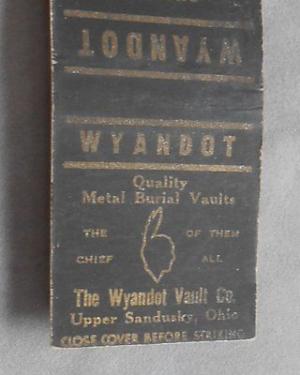 WYANDOT
WYANDOT
Quality
Metal Burial Vaults
THE OF THEM
CHIEF ALL
The Wyandot Vault Co.
Upper Sandusky, Ohio
CLOSE COVER BEFORE STRIKING